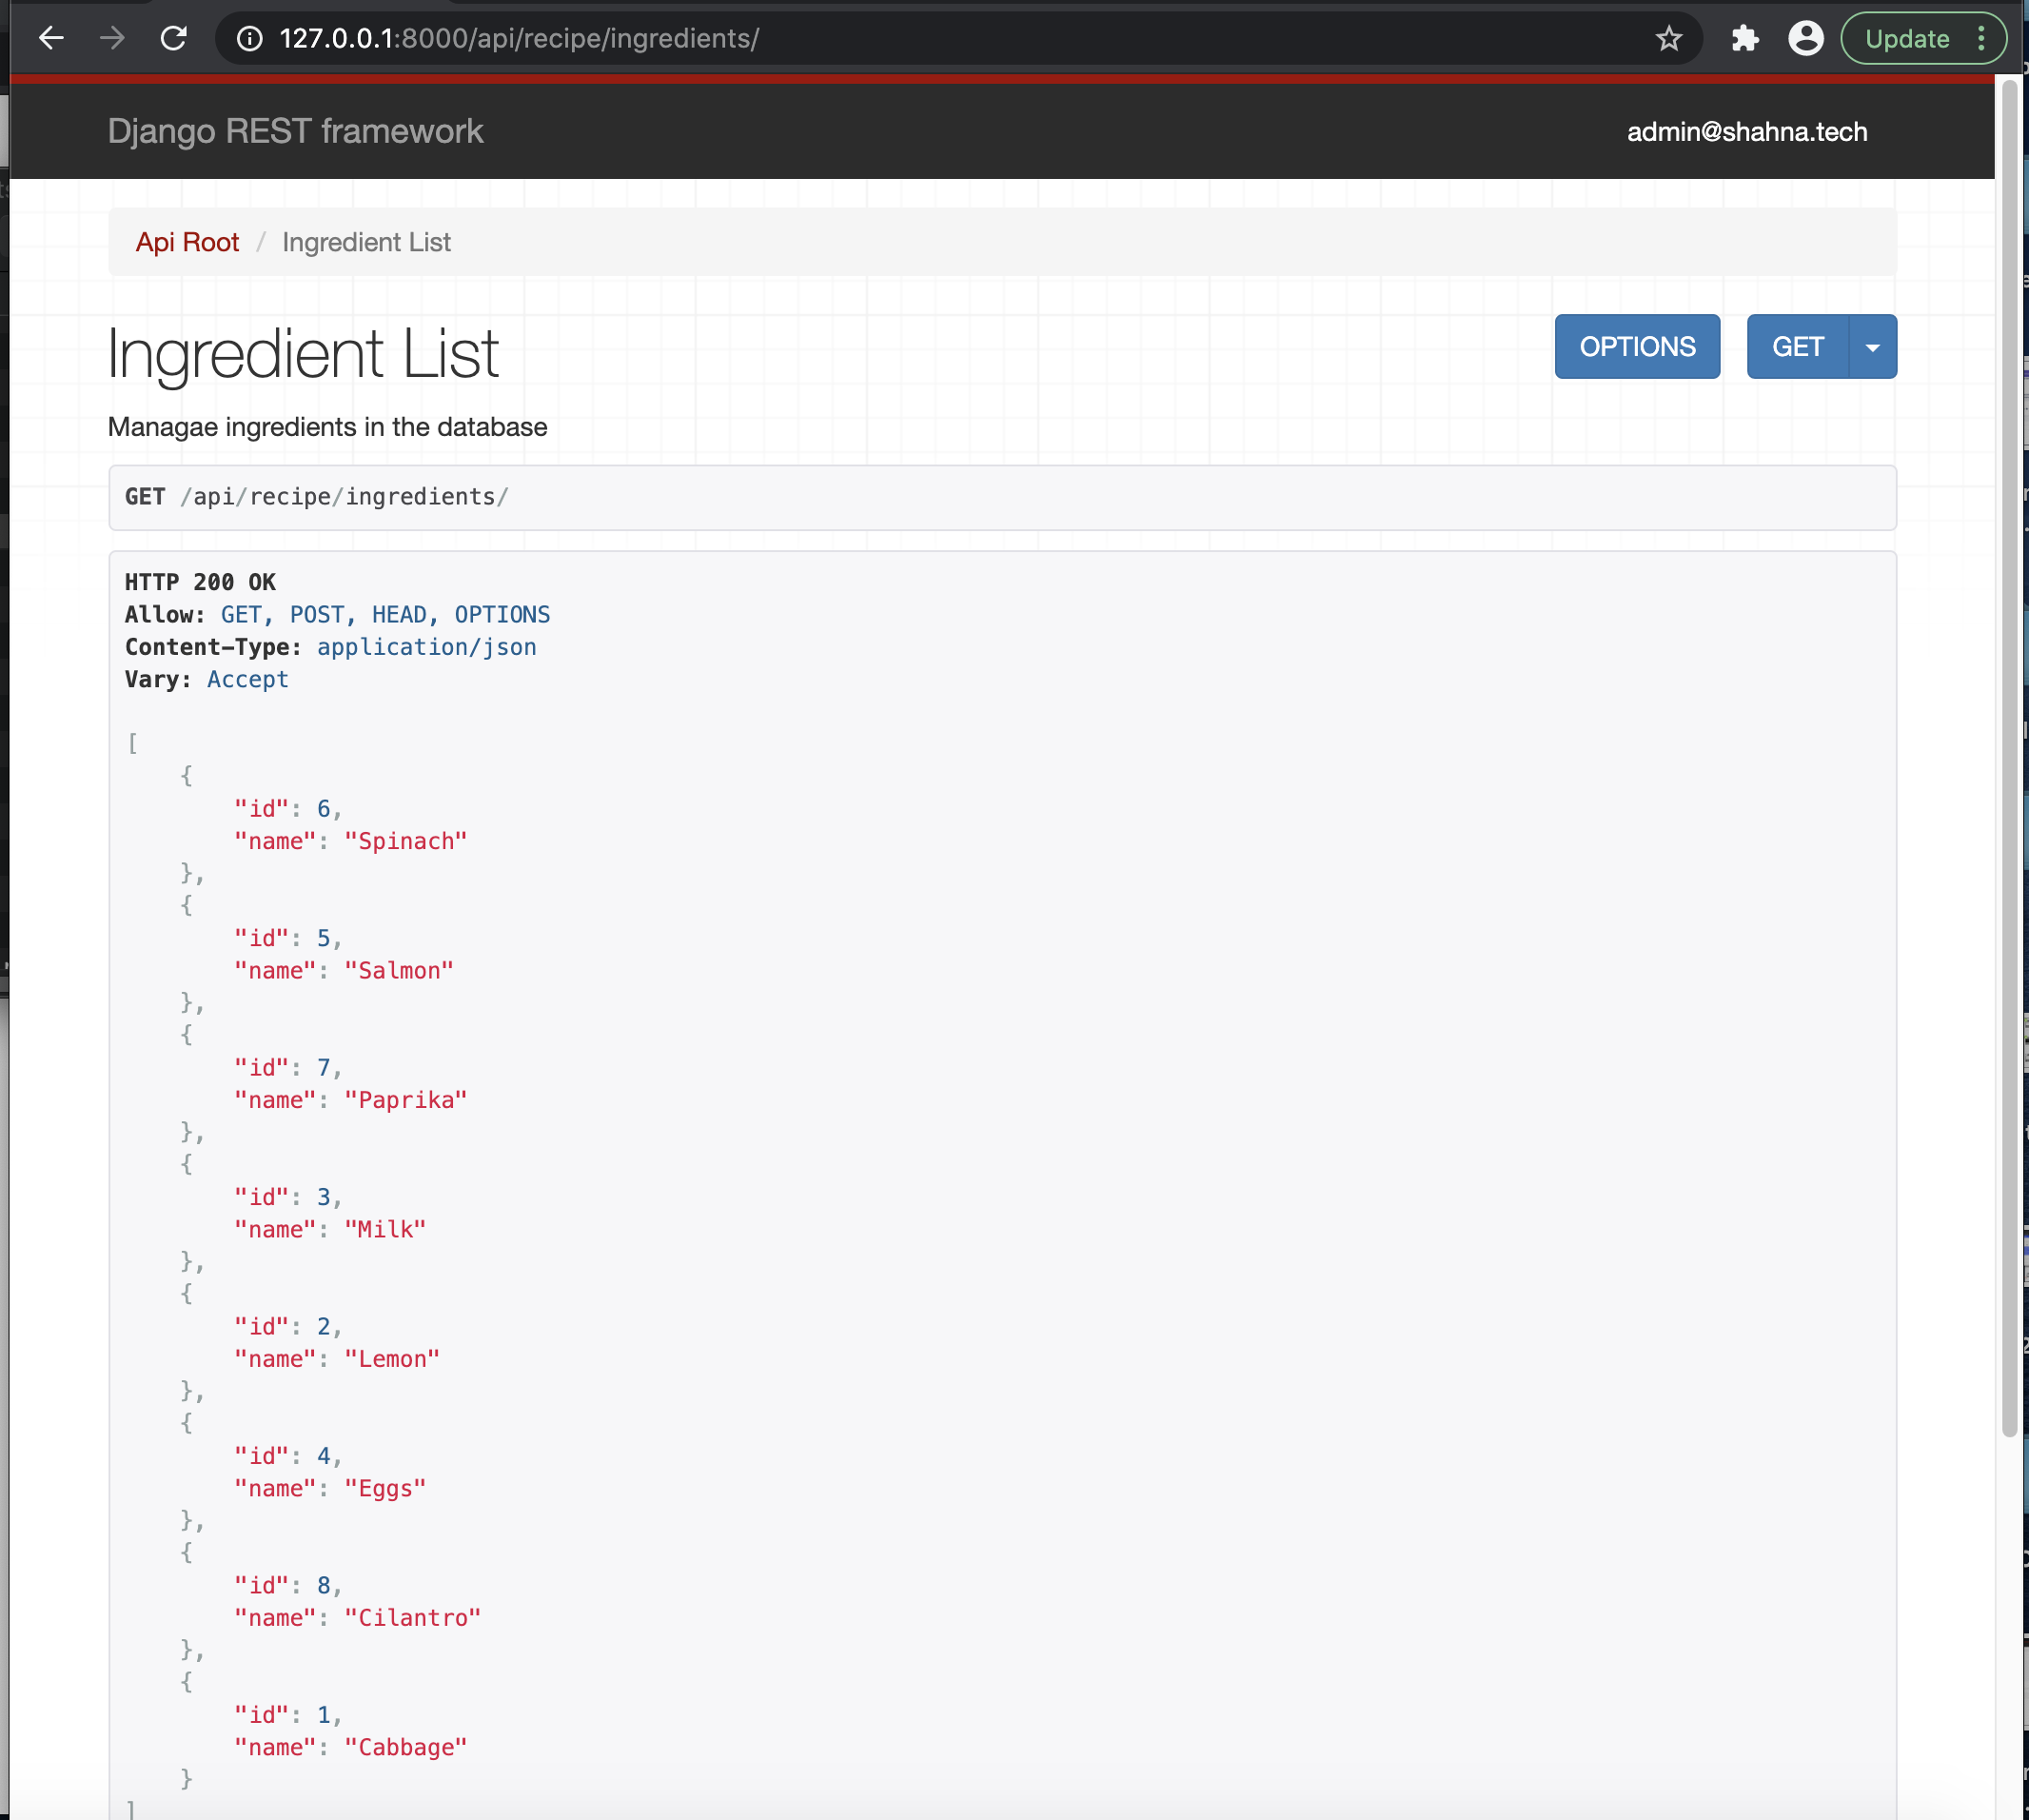 127.0.0.1:8000/api/recipe/ingredients/
Update
Django REST framework
admin@shahna.tech
Api Root / Ingredient List
Ingredient List
OPTIONS
GET
Managae ingredients in the database
GET /api/recipe/ingredients/
HTTP 200 OK
Allow: GET, POST, HEAD, OPTIONS
Content-Type: application/json
Vary: Accept
[
    {
        "id": 6,
        "name": "Spinach"
    },
    {
        "id": 5,
        "name": "Salmon"
    },
    {
        "id": 7,
        "name": "Paprika"
    },
    {
        "id": 3,
        "name": "Milk"
    },
    {
        "id": 2,
        "name": "Lemon"
    },
    {
        "id": 4,
        "name": "Eggs"
    },
    {
        "id": 8,
        "name": "Cilantro"
    },
    {
        "id": 1,
        "name": "Cabbage"
    }
]